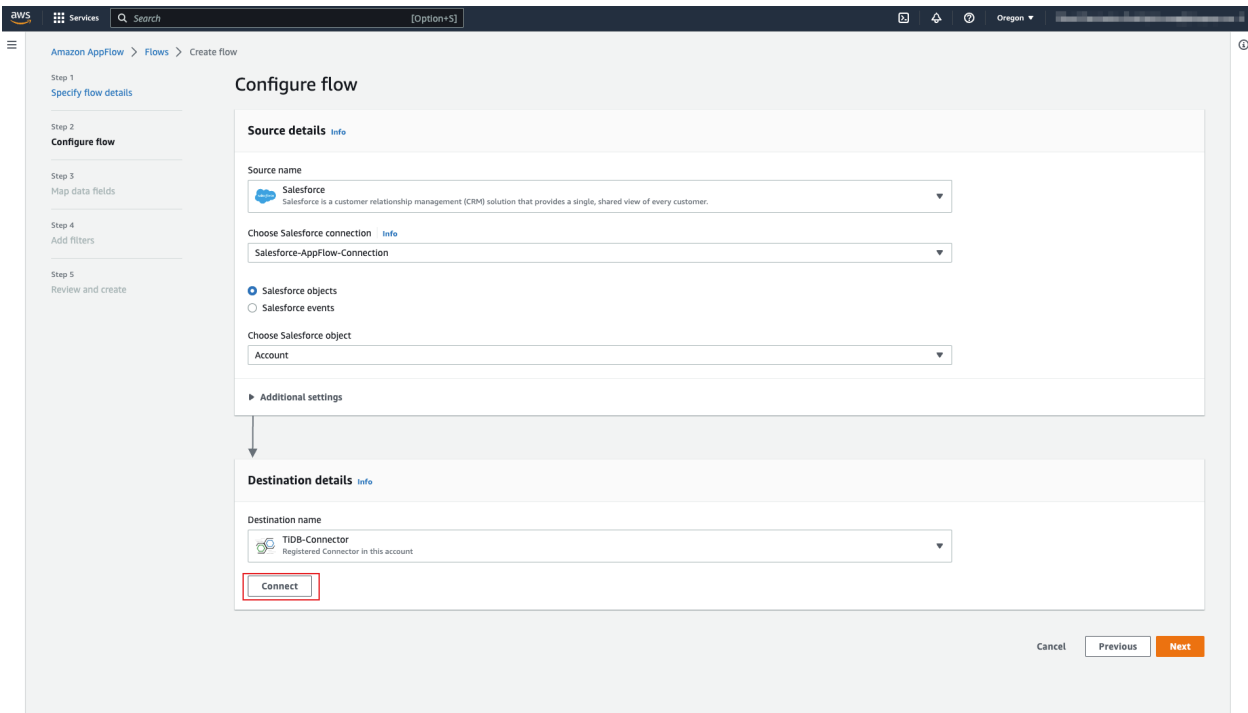 aws Services Search [Option+S] Oregon
Amazon AppFlow > Flows > Create flow
Step 1
Specify flow details
Step 2
Configure flow
Step 3
Map data fields
Step 4
Add filters
Step 5
Review and create
Configure flow
Source details Info
Source name
Salesforce
Salesforce is a customer relationship management (CRM) solution that provides a single, shared view of every customer.
Choose Salesforce connection Info
Salesforce-AppFlow-Connection
Salesforce objects
Salesforce events
Choose Salesforce object
Account
Additional settings
Destination details Info
Destination name
TiDB-Connector
Registered Connector in this account
Connect
Cancel Previous Next